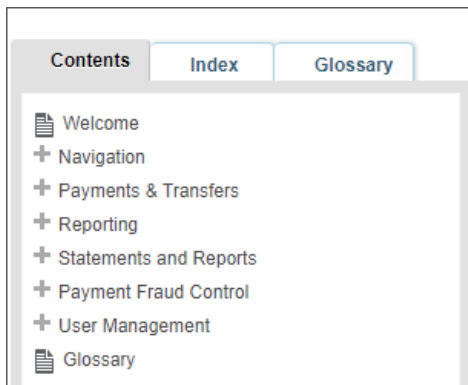 Contents Index Glossary
Welcome
Navigation
Payments & Transfers
Reporting
Statements and Reports
Payment Fraud Control
User Management
Glossary